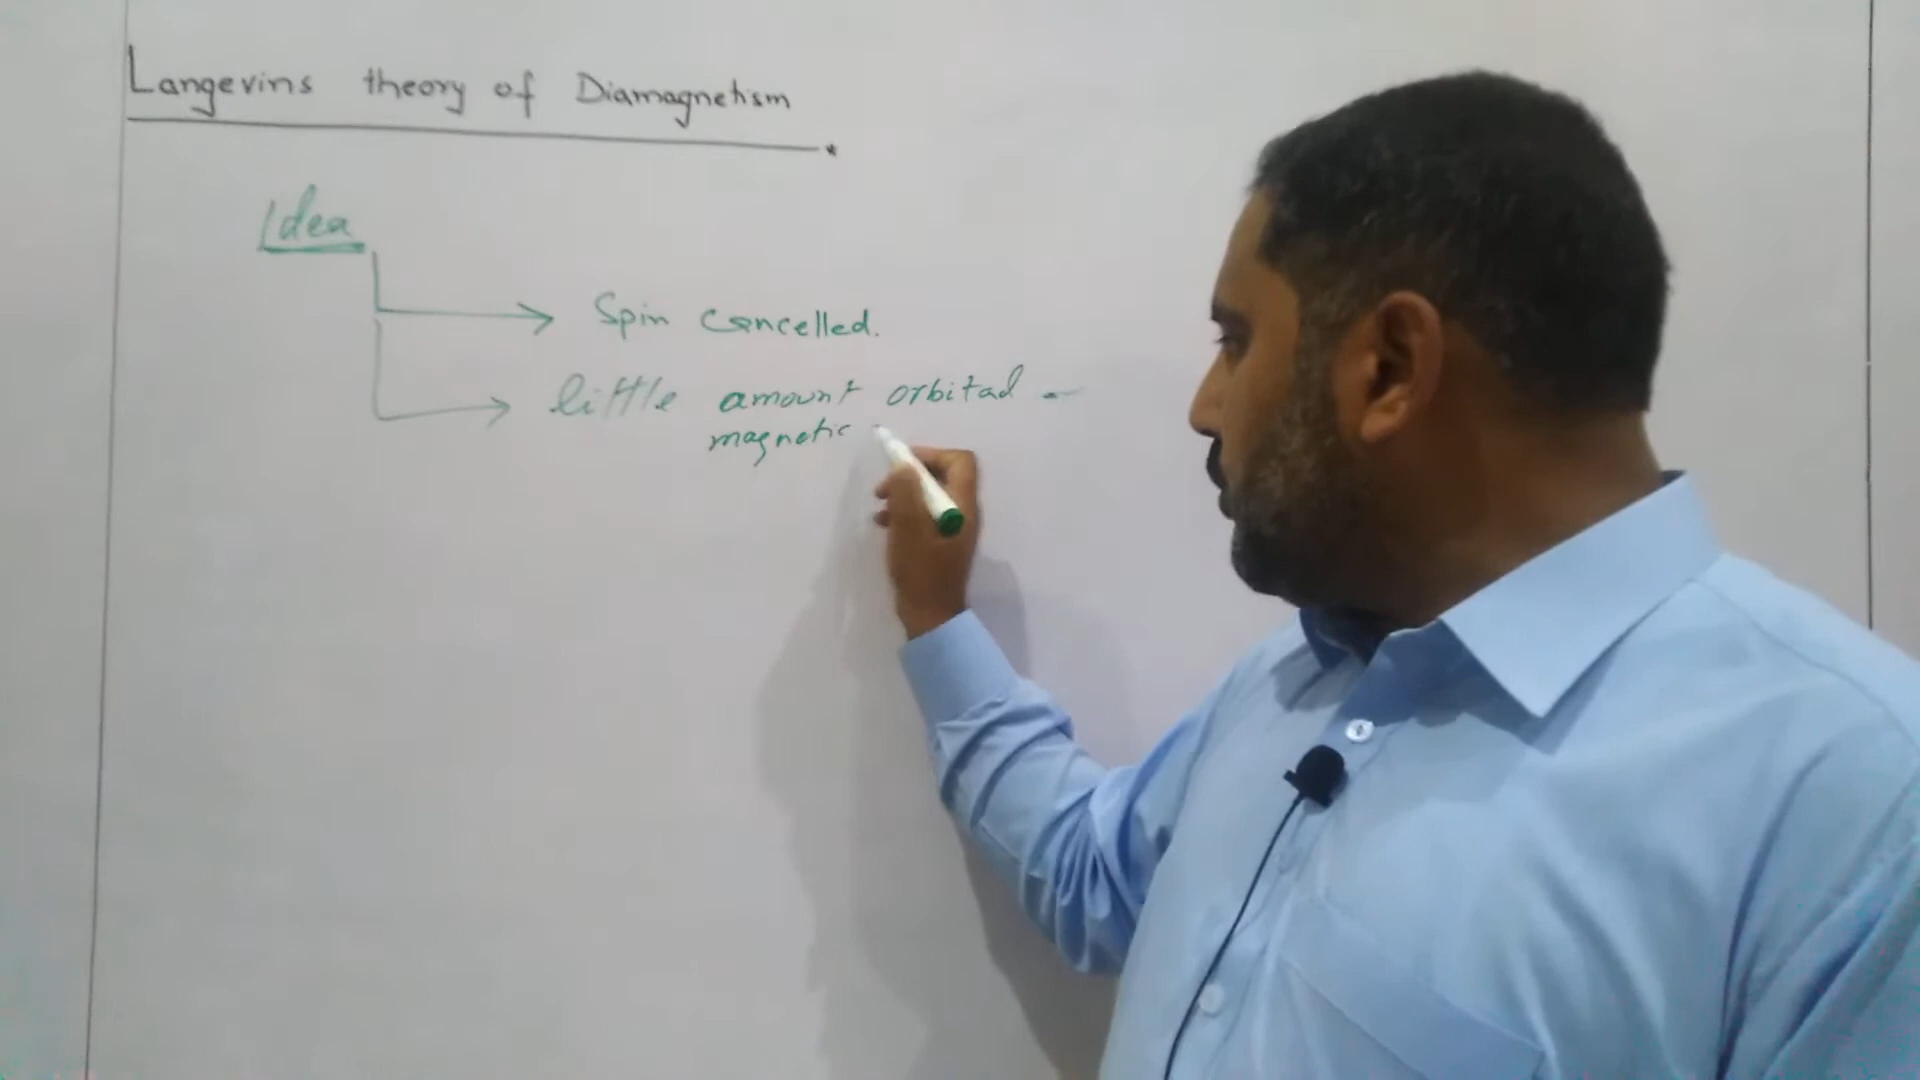 Langevins theory of Diamagnetism
Idea
Spin cancelled.
little amount orbital -
magnetic